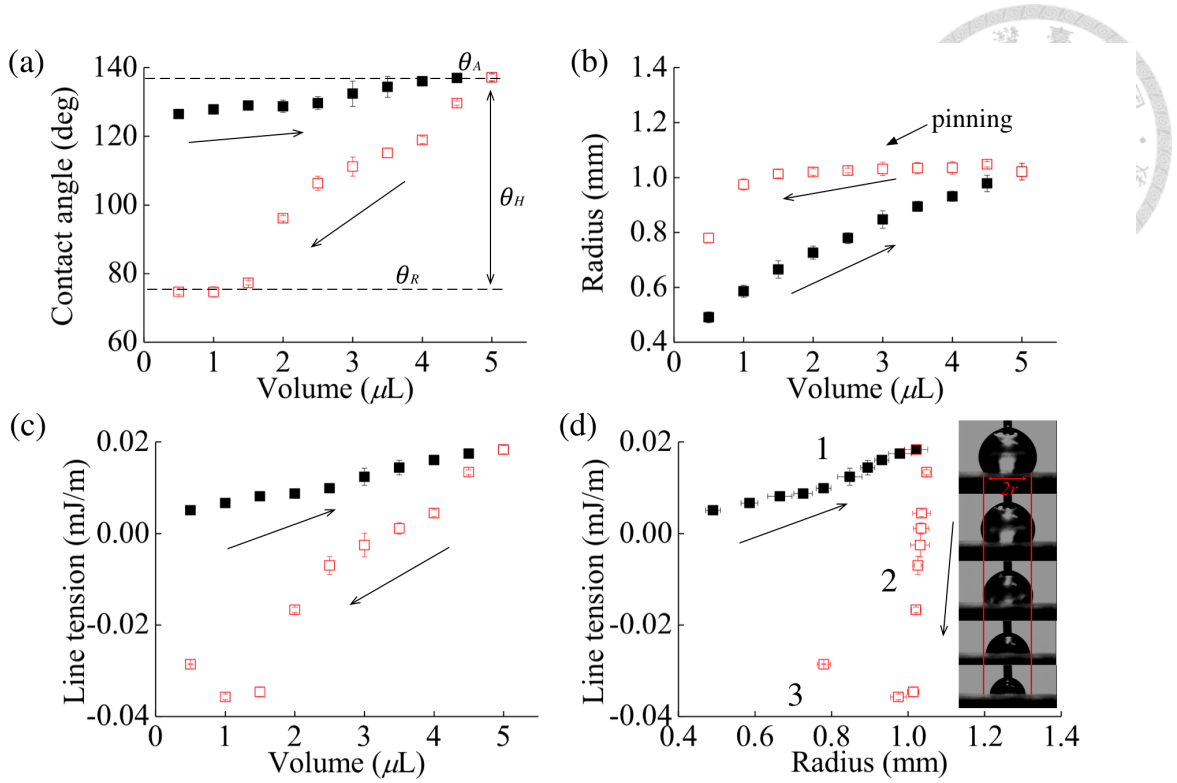 (a)
140
120
100
80
60
Contact angle (deg)
θA
θH
θR
0 1 2 3 4 5
Volume (μL)
(b)
1.4
1.2
1.0
0.8
0.6
0.4
Radius (mm)
pinning
0 1 2 3 4 5
Volume (μL)
(c)
0.02
0.00
-0.02
-0.04
Line tension (mJ/m)
0 1 2 3 4 5
Volume (μL)
(d)
0.02
0.00
-0.02
-0.04
Line tension (mJ/m)
1
2
3
2r
0.4 0.6 0.8 1.0 1.2 1.4
Radius (mm)